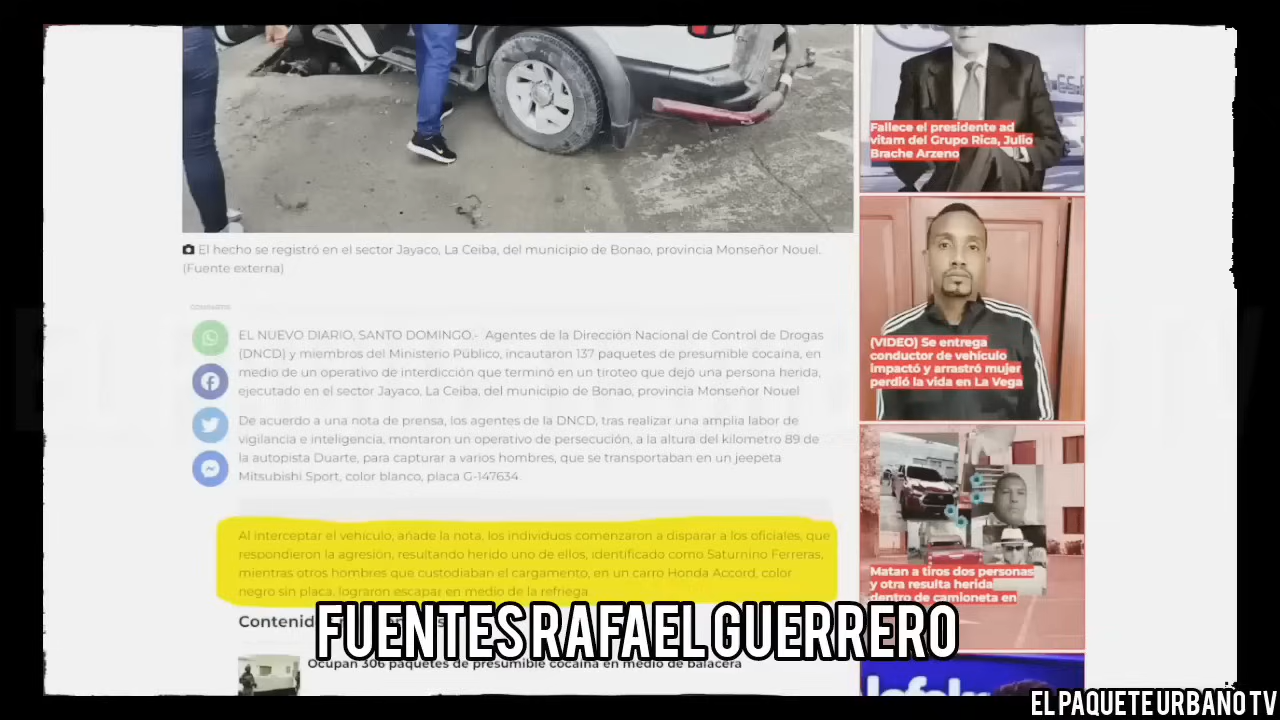 El hecho se registró en el sector Jayaco, La Ceiba, del municipio de Bonao, provincia Monseñor Nouel.
(Fuente externa)
EL NUEVO DIARIO, SANTO DOMINGO.- Agentes de la Dirección Nacional de Control de Drogas
(DNCD) y miembros del Ministerio Público, incautaron 137 paquetes de presumible cocaína, en
medio de un operativo de interdicción que terminó en un tiroteo que dejó una persona herida,
ejecutado en el sector Jayaco, La Ceiba, del municipio de Bonao, provincia Monseñor Nouel
De acuerdo a una nota de prensa, los agentes de la DNCD, tras realizar una amplia labor de
vigilancia e inteligencia, montaron un operativo de persecución, a la altura del kilometro 89 de
la autopista Duarte, para capturar a varios hombres, que se transportaban en un jeepeta
Mitsubishi Sport, color blanco, placa G-147634.
Al interceptar el vehículo, añade la nota, los individuos comenzaron a disparar a los oficiales, que
respondieron la agresión, resultando herido uno de ellos, identificado como Saturnino Ferreras,
mientras otros hombres que custodiaban el cargamento, en un carro Honda Accord, color
negro sin placa, lograron escapar en medio de la refriega.
Ocupan 306 paquetes de presumible cocaína en medio de balacera
Fallece el presidente ad
vitam del Grupo Rica, Julio
Brache Arzeno
(VIDEO) Se entrega
conductor de vehículo
impactó y arrastró mujer
perdió la vida en La Vega
Matan a tiros dos personas
y otra resulta herida
dentro de camioneta en
FUENTES RAFAEL GUERRERO
EL PAQUETE URBANO TV